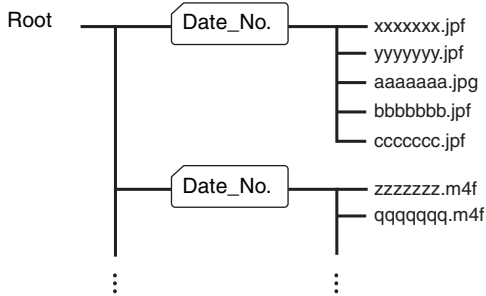 Root
Date_No.
xxxxxxx.jpf
yyyyyyy.jpf
aaaaaaa.jpg
bbbbbbb.jpf
ccccccc.jpf
Date_No.
zzzzzzz.m4f
qqqqqqq.m4f